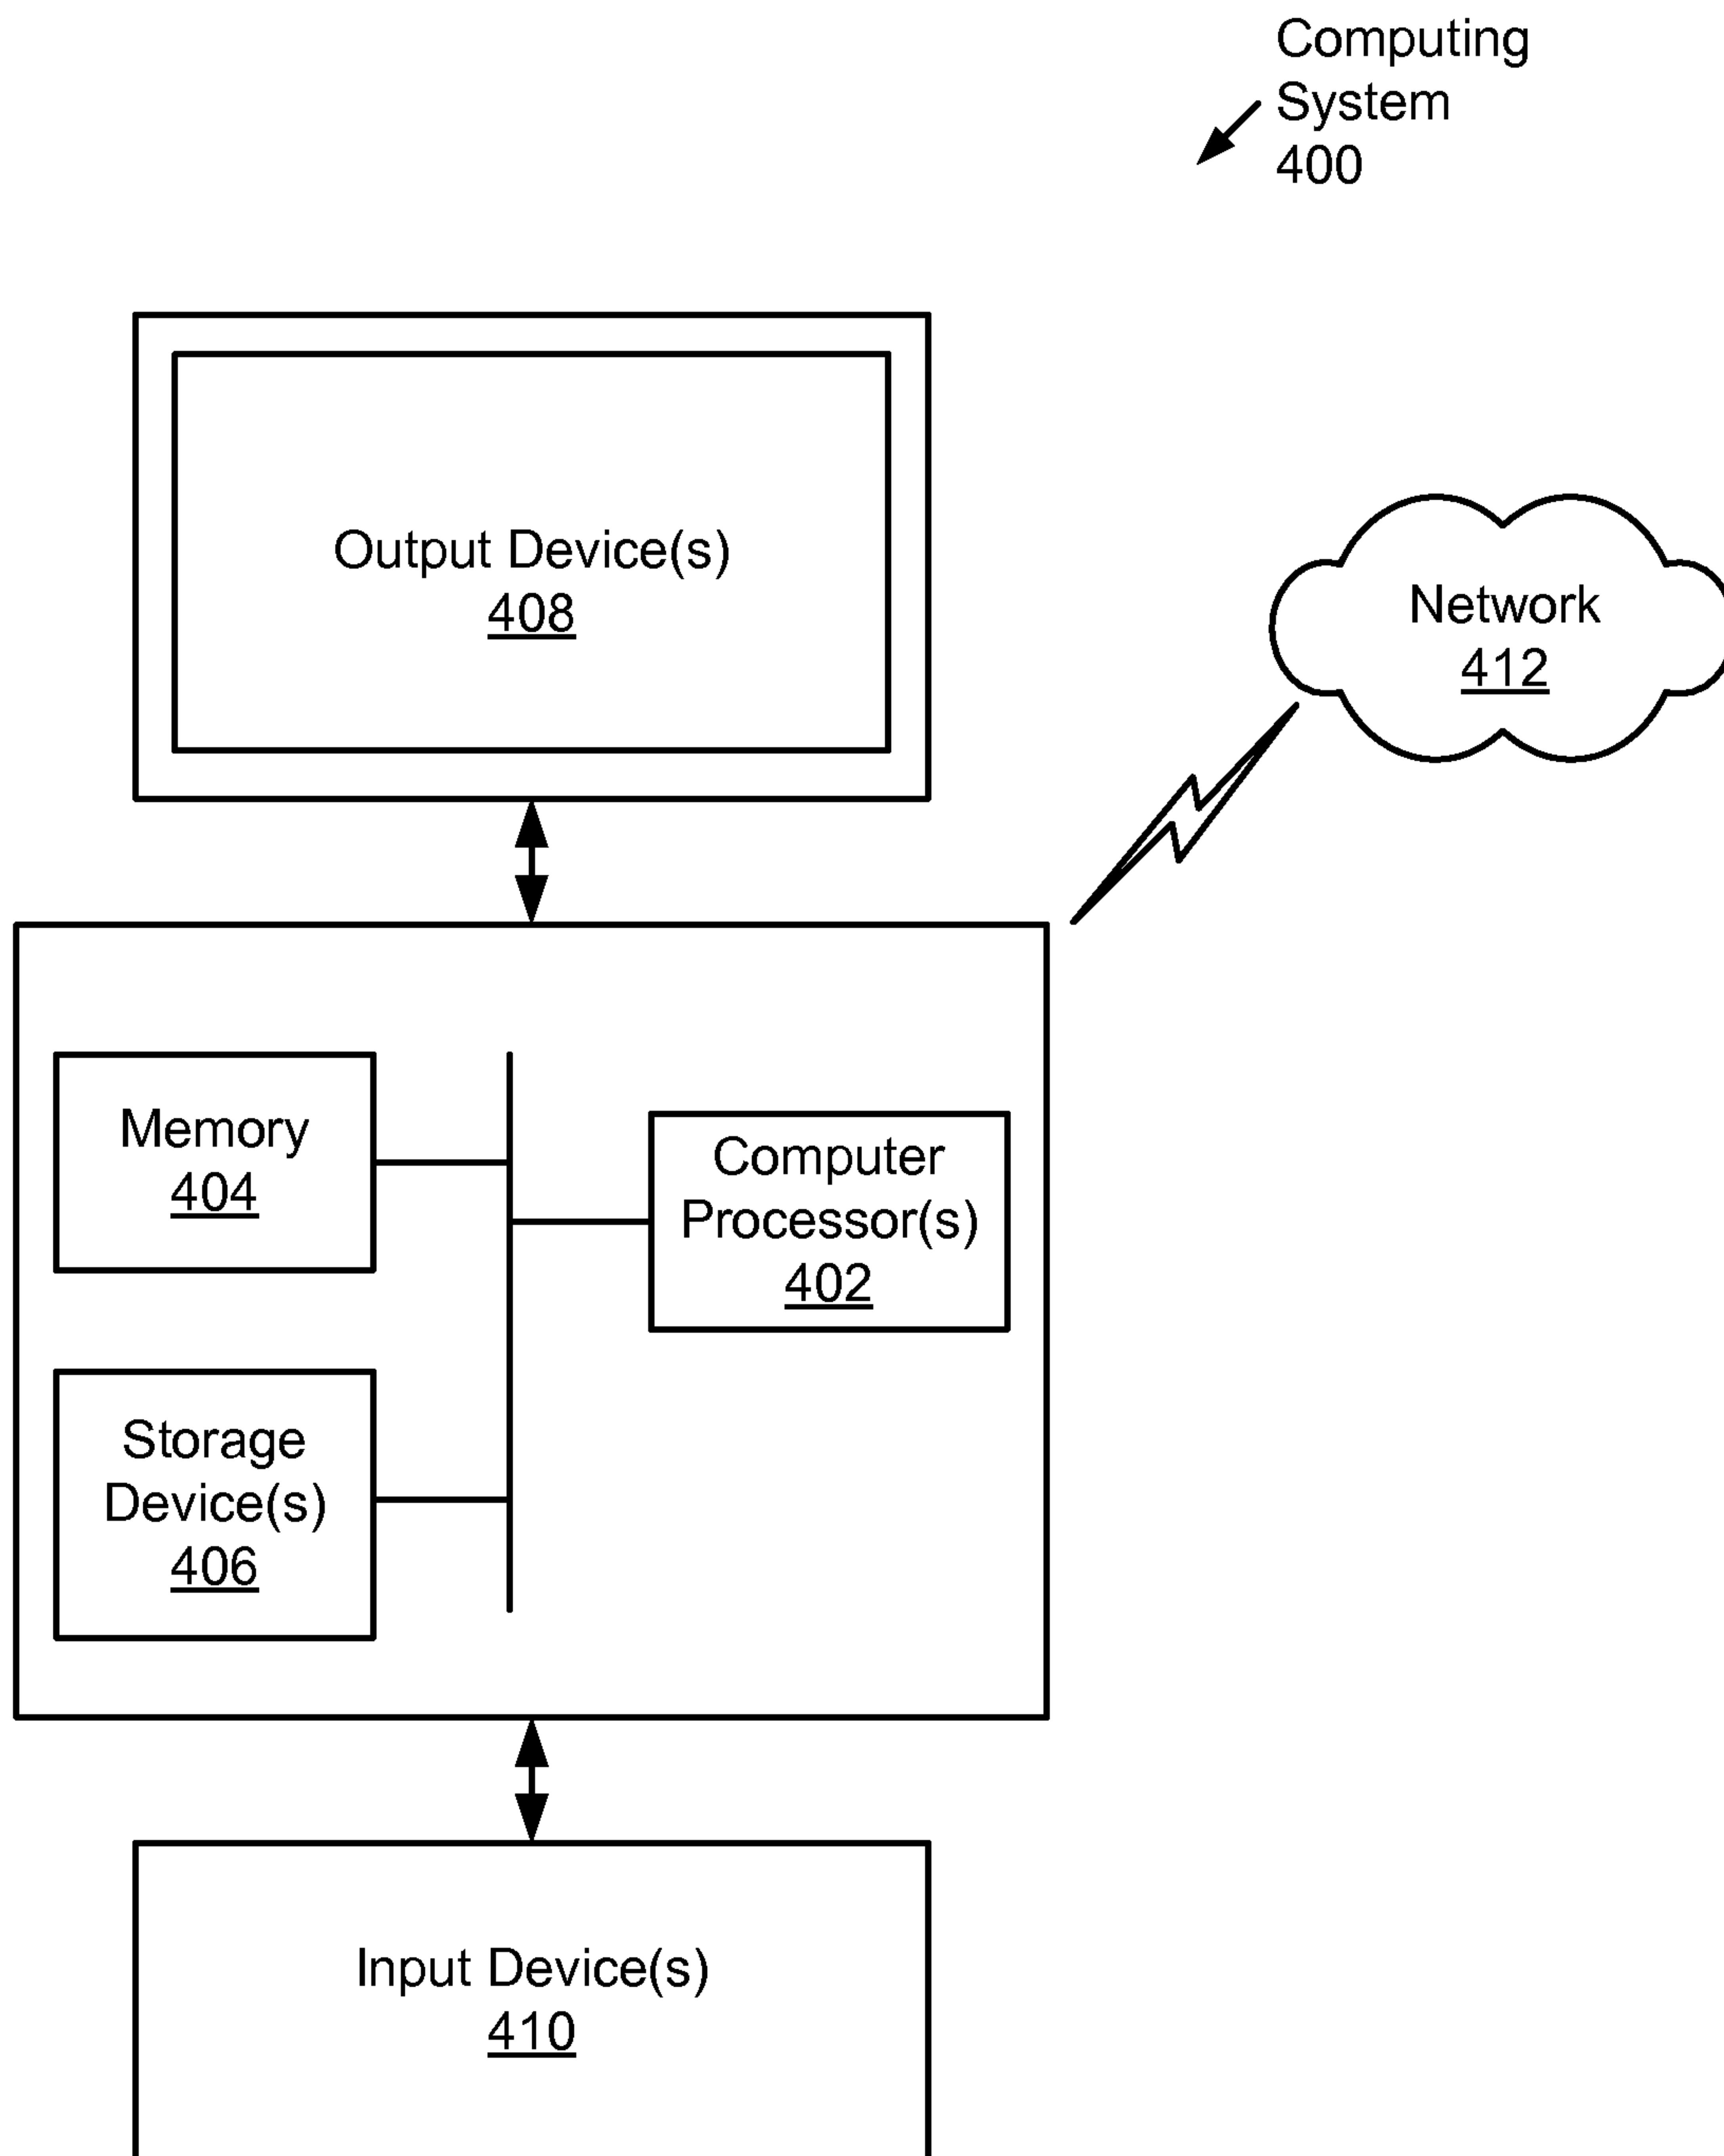 Computing
System
400
Output Device(s)
408
Network
412
Memory
404
Computer
Processor(s)
402
Storage
Device(s)
406
Input Device(s)
410